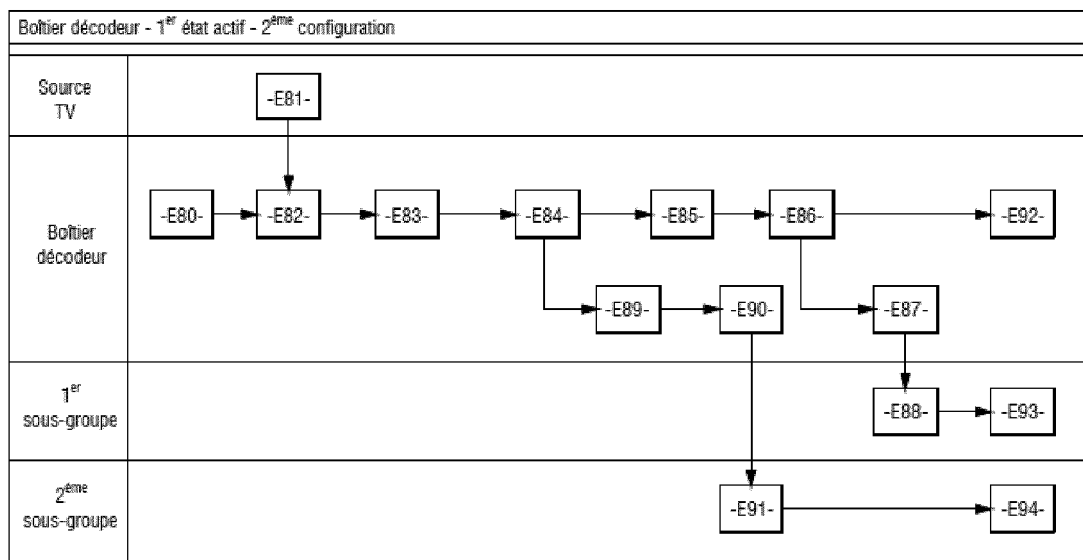 Boîtier décodeur - 1er état actif - 2ème configuration
Source
TV
-E81-
Boîtier
décodeur
-E80-
-E82-
-E83-
-E84-
-E85-
-E86-
-E92-
-E89-
-E90-
-E87-
1er
sous-groupe
-E88-
-E93-
2ème
sous-groupe
-E91-
-E94-